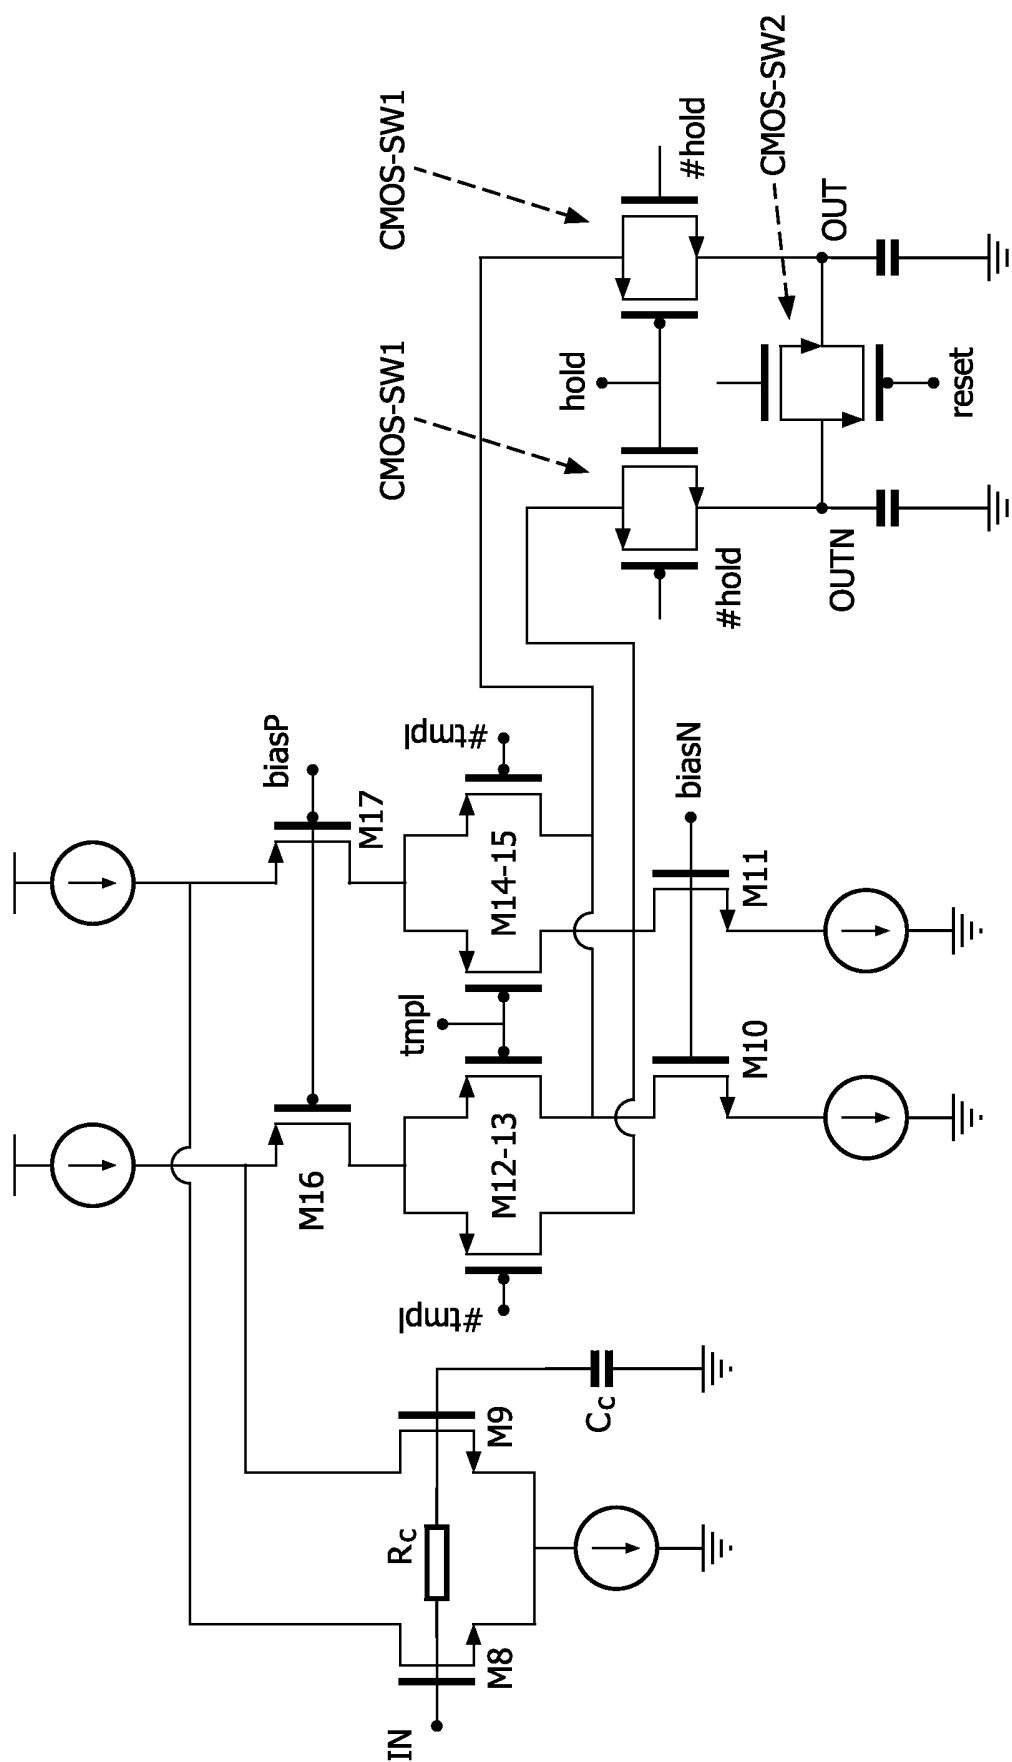 IN
M8
Rc
M9
Cc
#tmpl
M16
M12-13
tmpl
M10
biasP
M17
M14-15
#tmpl
M11
biasN
CMOS-SW1
#hold
OUTN
hold
reset
CMOS-SW1
#hold
CMOS-SW2
OUT